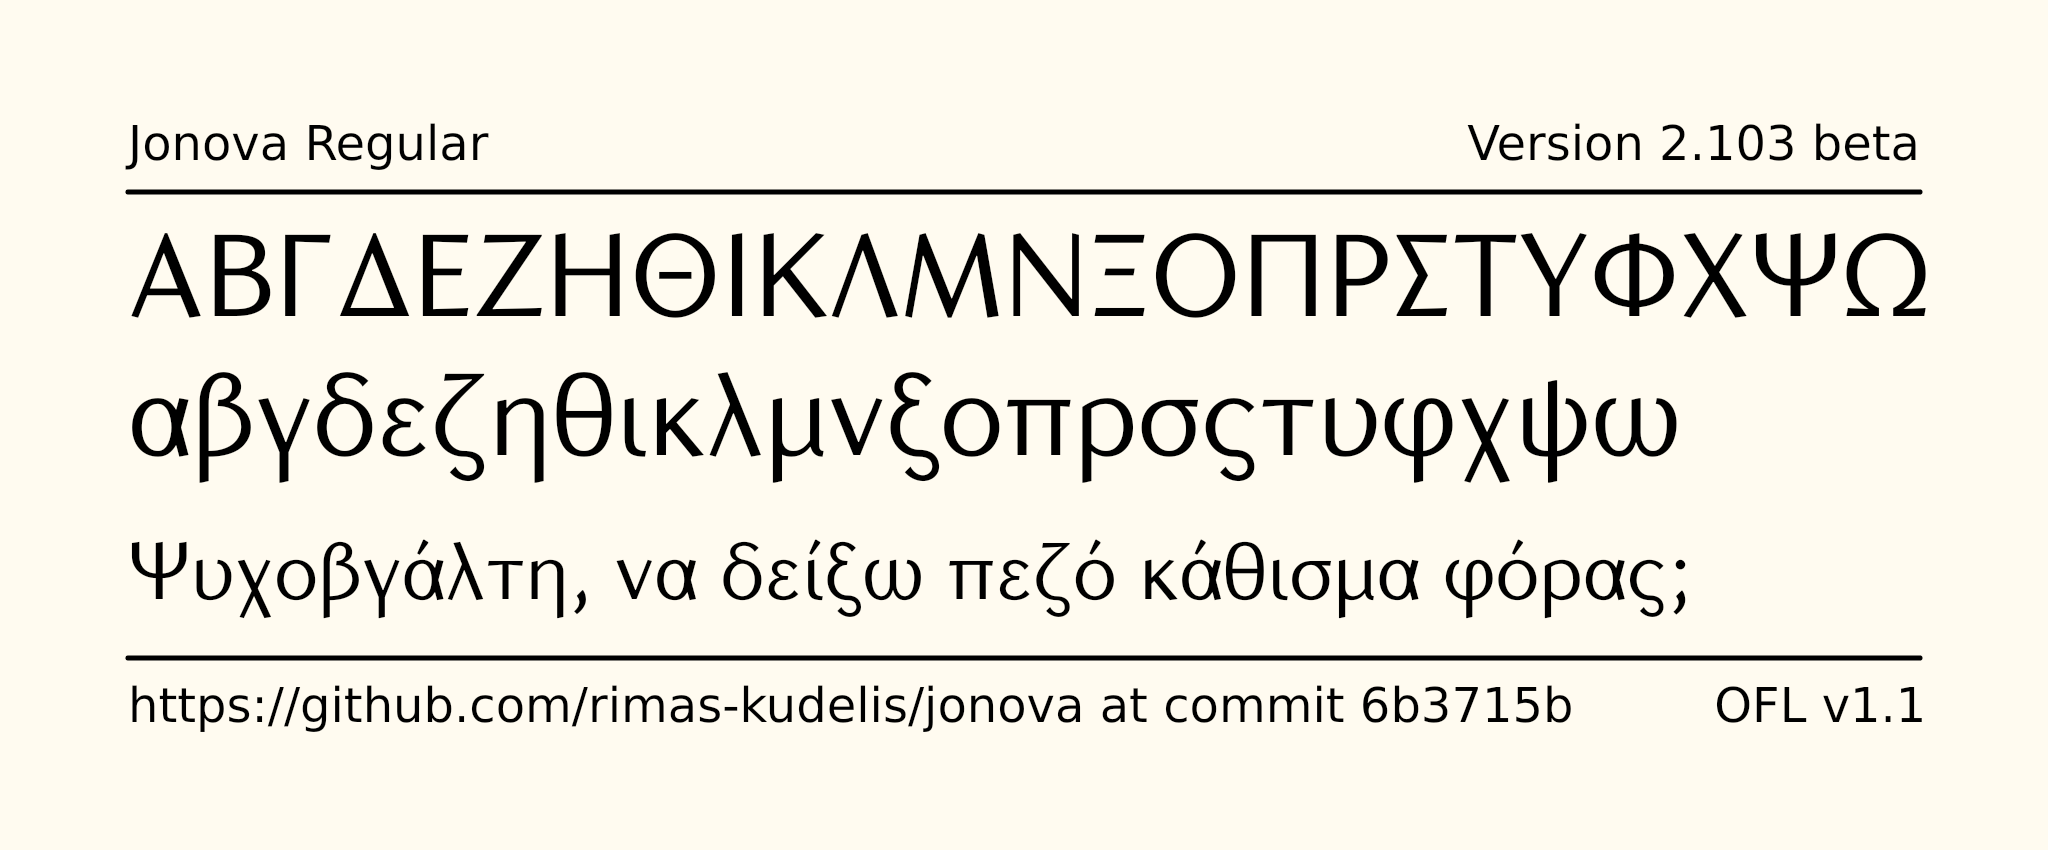 Jonova Regular
Version 2.103 beta
ΑΒΓΔΕΖΗΘΙΚΛΜΝΞΟΠΡΣΤΥΦΧΨΩ
αβγδεζηθικλμνξοπρσςτυφχψω
Ψυχοβγάλτη, να δείξω πεζό κάθισμα φόρας;
https://github.com/rimas-kudelis/jonova at commit 6b3715b
OFL v1.1